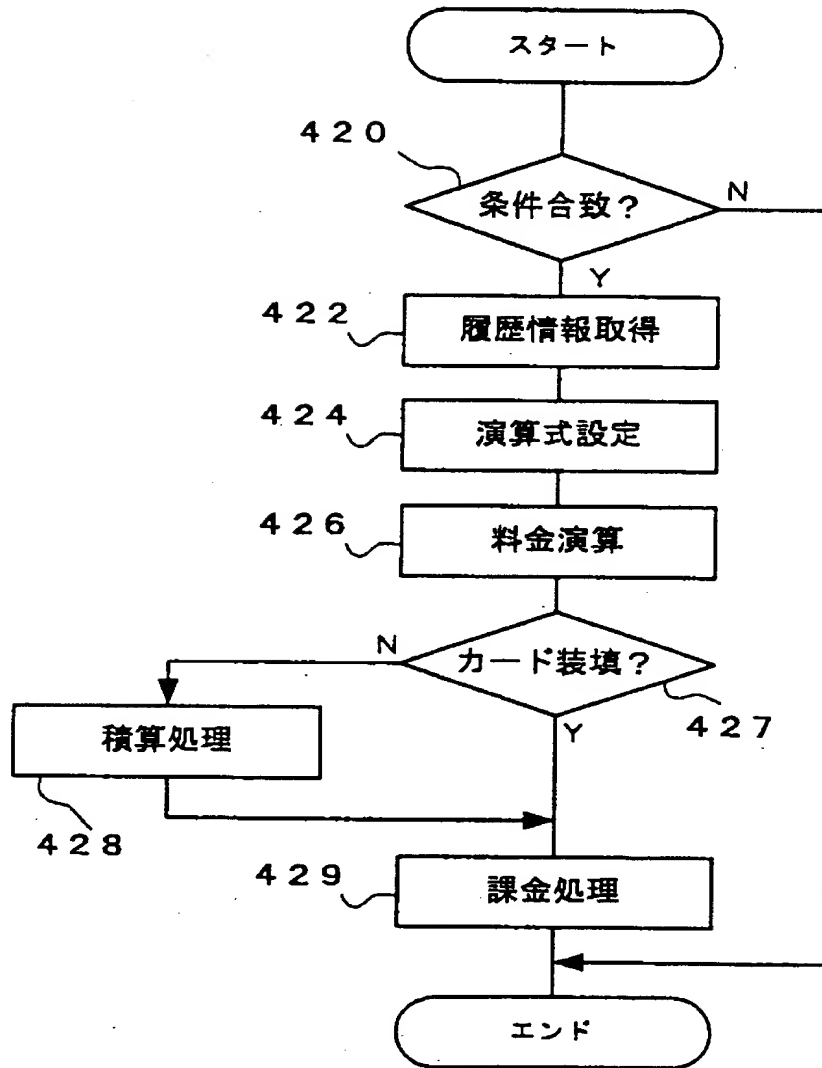 スタート
420
条件合致?
N
Y
422
履歴情報取得
424
演算式設定
426
料金演算
N
カード装填?
427
Y
積算処理
428
429
課金処理
エンド